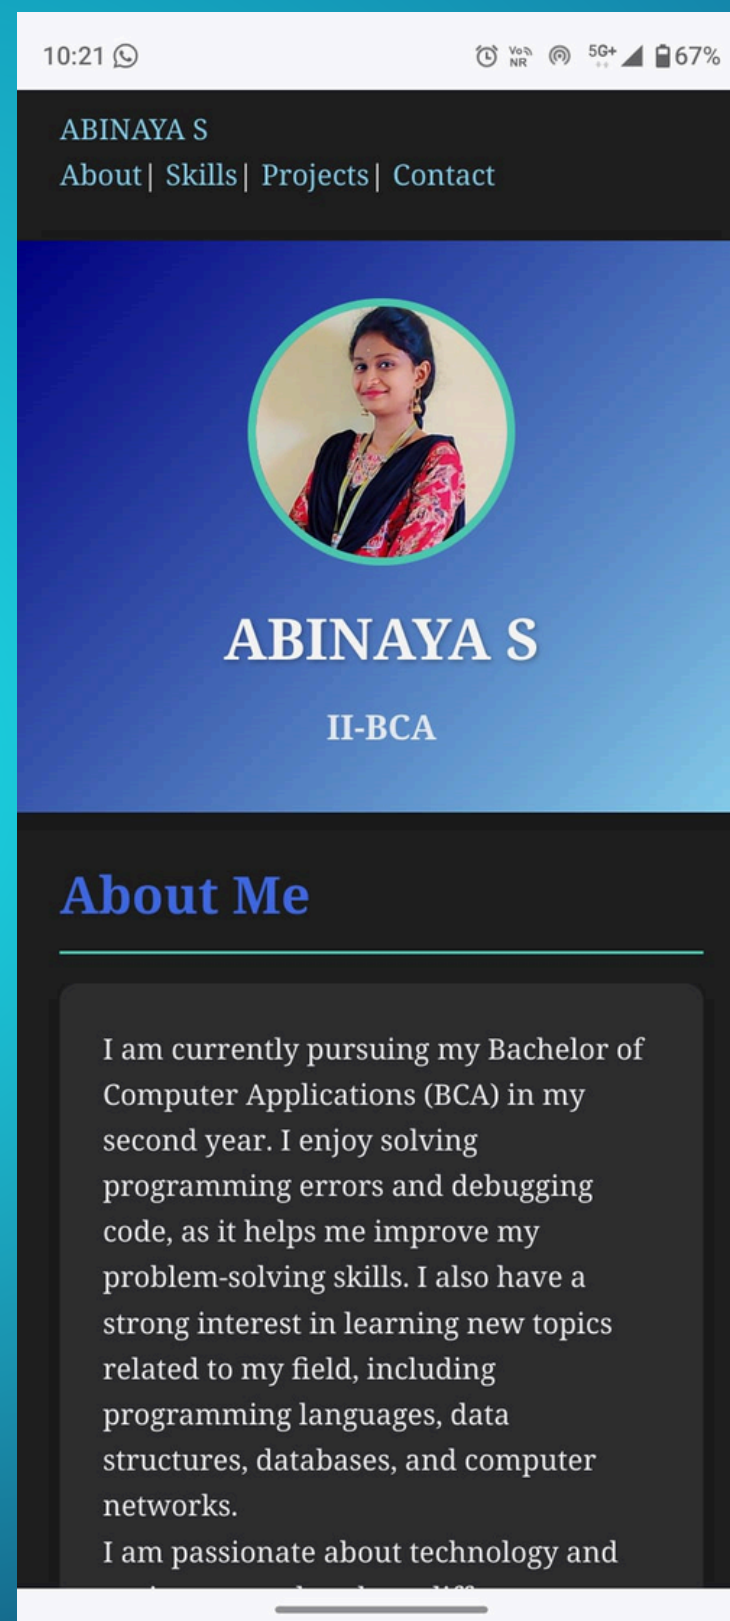 10:21
Vo NR 5G+ 67%
ABINAYA S
About| Skills| Projects| Contact
ABINAYA S
II-BCA
About Me
I am currently pursuing my Bachelor of
Computer Applications (BCA) in my
second year. I enjoy solving
programming errors and debugging
code, as it helps me improve my
problem-solving skills. I also have a
strong interest in learning new topics
related to my field, including
programming languages, data
structures, databases, and computer
networks.
I am passionate about technology and